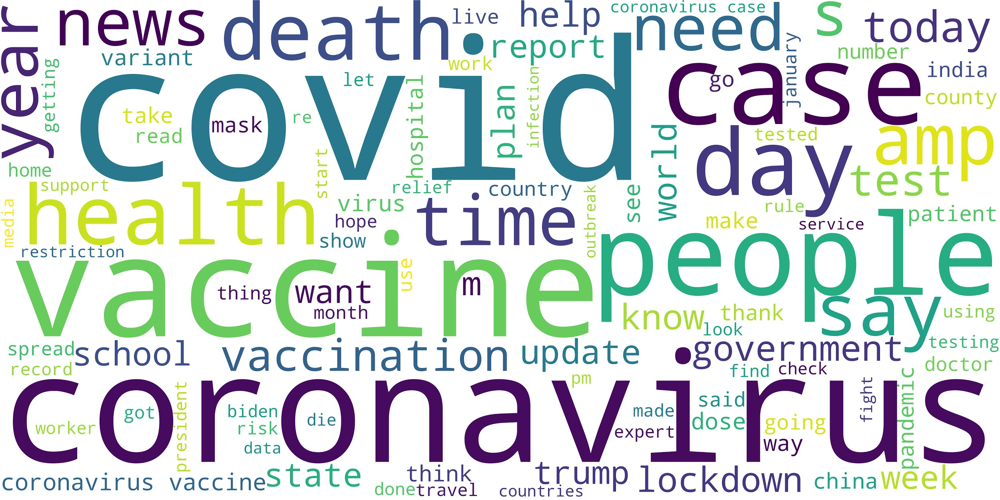 year
news
death
live
help
coronavirus case
need
s
today
variant
getting
work
report
number
january
india
county
covid
let
hospital
plan
infection
case
go
take
read
mask
re
start
world
day
tested
amp
test
home
support
media
health
relief
virus
hope
show
country
time
outbreak
see
make
rule
service
patient
restriction
people
vaccine
thing
want
month
use
m
know
thank
look
say
using
spread
school
vaccination
update
government
testing
record
find
check
doctor
pm
coronavirus
got
worker
president
biden
risk
data
die
made
expert
said
dose
going
way
fight
pandemic
coronavirus vaccine
state
done
think
travel
trump
countries
lockdown
china
week